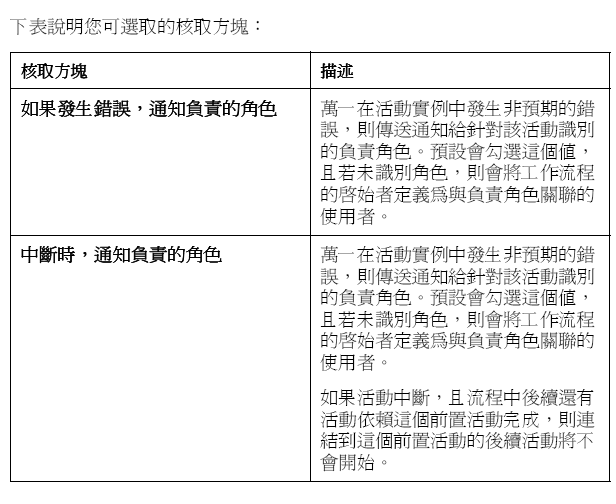 下表說明您可選取的核取方塊：
核取方塊
描述
如果發生錯誤，通知負責的角色
萬一在活動實例中發生非預期的錯
誤，則傳送通知給針對該活動識別
的負責角色。預設會勾選這個值，
且若未識別角色，則會將工作流程
的啓始者定義爲與負責角色關聯的
使用者。
中斷時，通知負責的角色
萬一在活動實例中發生非預期的錯
誤，則傳送通知給針對該活動識別
的負責角色。預設會勾選這個值，
且若未識別角色，則會將工作流程
的啓始者定義爲與負責角色關聯的
使用者。
如果活動中斷，且流程中後續還有
活動依賴這個前置活動完成，則連
結到這個前置活動的後續活動將不
會開始。